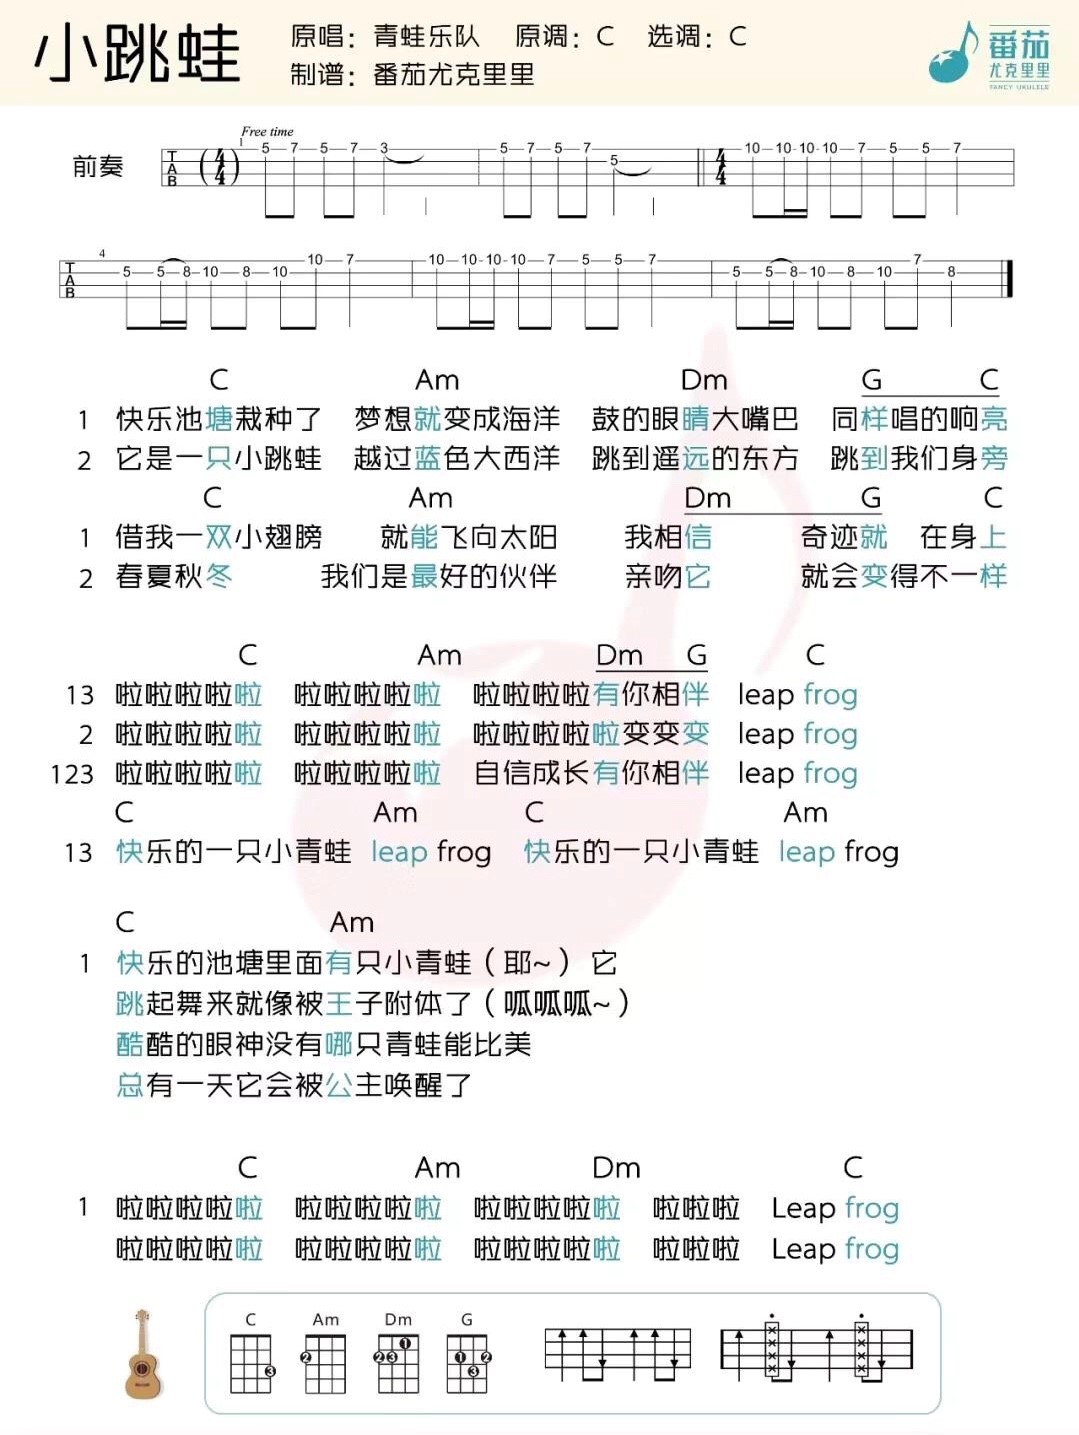 小跳蛙
原唱：青蛙乐队 原调：C 选调：C
制谱：番茄尤克里里
番茄
尤克里里
FANCY UKULELE
前奏
Free time
1
T A B ( 4/4 ) 5 7 5 7 3 5 7 5 7 5 4/4 10 10 10 10 7 5 5 7
4
T A B 5 5 8 10 8 10 10 7 10 10 10 10 7 5 5 7 5 5 8 10 8 10 7 8
C Am Dm G C
1 快乐池塘栽种了 梦想就变成海洋 鼓的眼睛大嘴巴 同样唱的响亮
2 它是一只小跳蛙 越过蓝色大西洋 跳到遥远的东方 跳到我们身旁
C Am Dm G C
1 借我一双小翅膀 就能飞向太阳 我相信 奇迹就 在身上
2 春夏秋冬 我们是最好的伙伴 亲吻它 就会变得不一样
C Am Dm G C
13 啦啦啦啦啦 啦啦啦啦啦 啦啦啦啦有你相伴 leap frog
2 啦啦啦啦啦 啦啦啦啦啦 啦啦啦啦啦变变变 leap frog
123 啦啦啦啦啦 啦啦啦啦啦 自信成长有你相伴 leap frog
C Am C Am
13 快乐的一只小青蛙 leap frog 快乐的一只小青蛙 leap frog
C Am
1 快乐的池塘里面有只小青蛙（耶~） 它
跳起舞来就像被王子附体了（呱呱呱~）
酷酷的眼神没有哪只青蛙能比美
总有一天它会被公主唤醒了
C Am Dm C
1 啦啦啦啦啦 啦啦啦啦啦 啦啦啦啦啦 啦啦啦 Leap frog
啦啦啦啦啦 啦啦啦啦啦 啦啦啦啦啦 啦啦啦 Leap frog
C Am Dm G
3 2 2 3 1 1 3 2